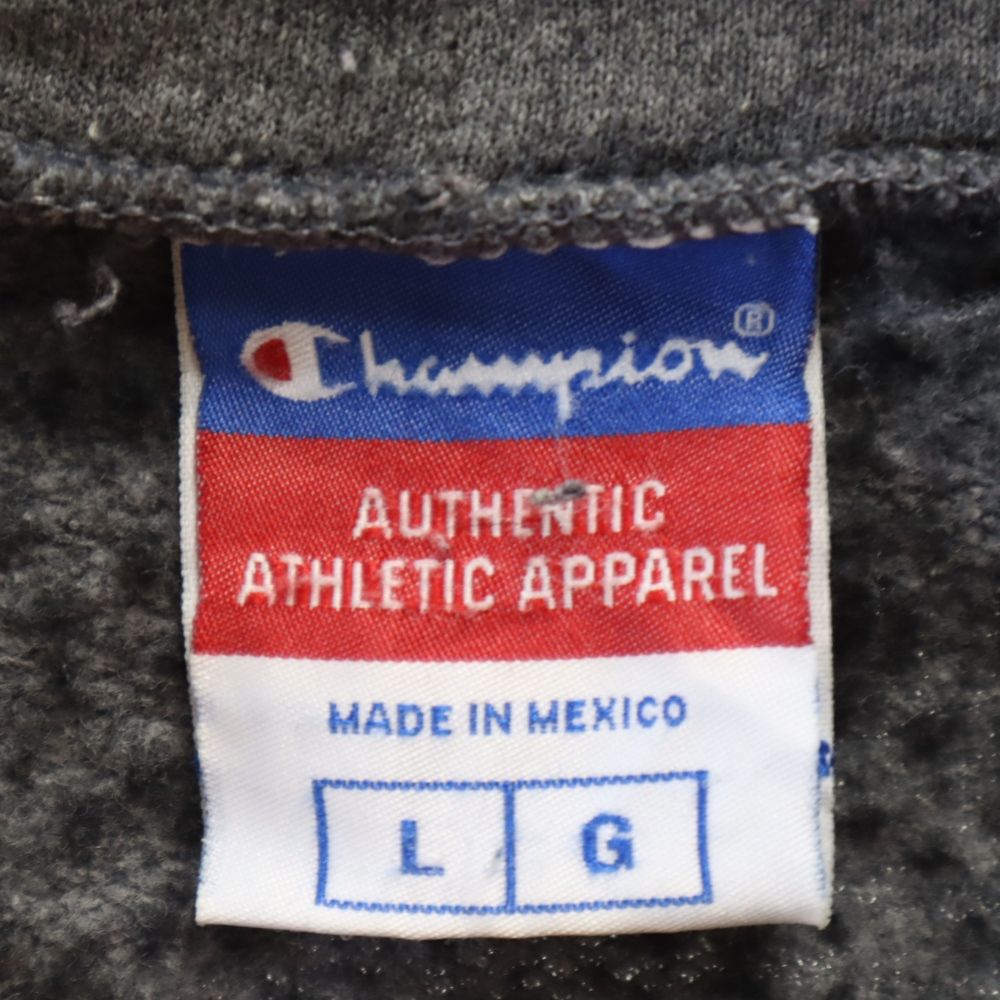 Champion®
AUTHENTIC
ATHLETIC APPAREL
MADE IN MEXICO
L G